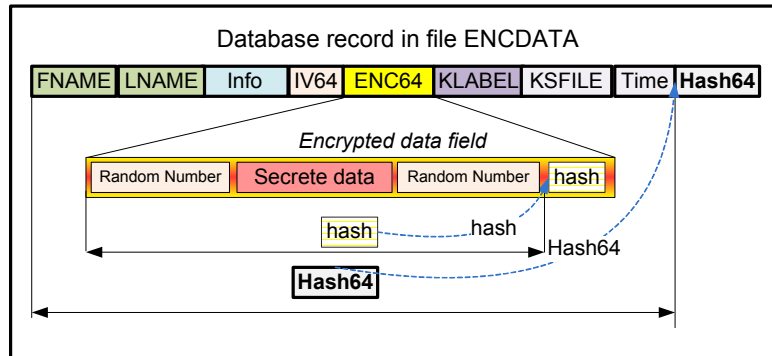 Database record in file ENCDATA
FNAME LNAME Info IV64 ENC64 KLABEL KSFILE Time Hash64
Encrypted data field
Random Number Secrete data Random Number hash
hash hash
Hash64
Hash64